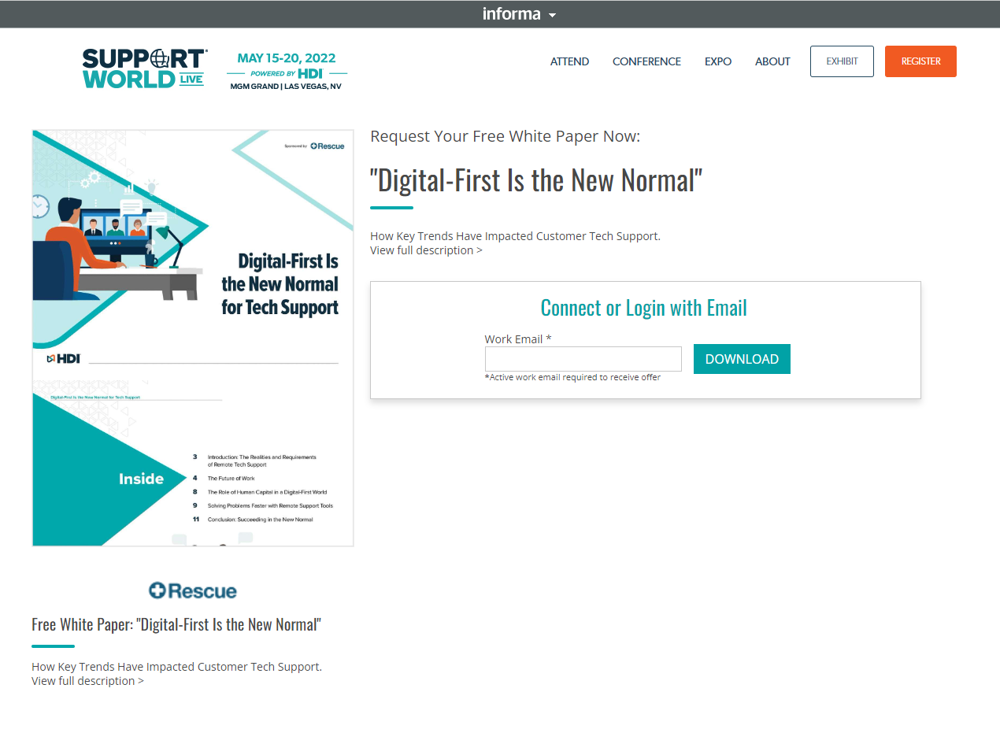 informa
SUPPORT
WORLD LIVE
MAY 15-20, 2022
POWERED BY HDI
MGM GRAND | LAS VEGAS, NV
ATTEND
CONFERENCE
EXPO
ABOUT
EXHIBIT
REGISTER
Sponsored by Rescue
Digital-First Is
the New Normal
for Tech Support
HDI
Digital-First Is the New Normal for Tech Support
Inside
3 Introduction: The Realities and Requirements
of Remote Tech Support
4 The Future of Work
8 The Role of Human Capital in a Digital-First World
9 Solving Problems Faster with Remote Support Tools
11 Conclusion: Succeeding in the New Normal
Rescue
Free White Paper: "Digital-First Is the New Normal"
How Key Trends Have Impacted Customer Tech Support.
View full description >
Request Your Free White Paper Now:
"Digital-First Is the New Normal"
How Key Trends Have Impacted Customer Tech Support.
View full description >
Connect or Login with Email
Work Email *
DOWNLOAD
*Active work email required to receive offer